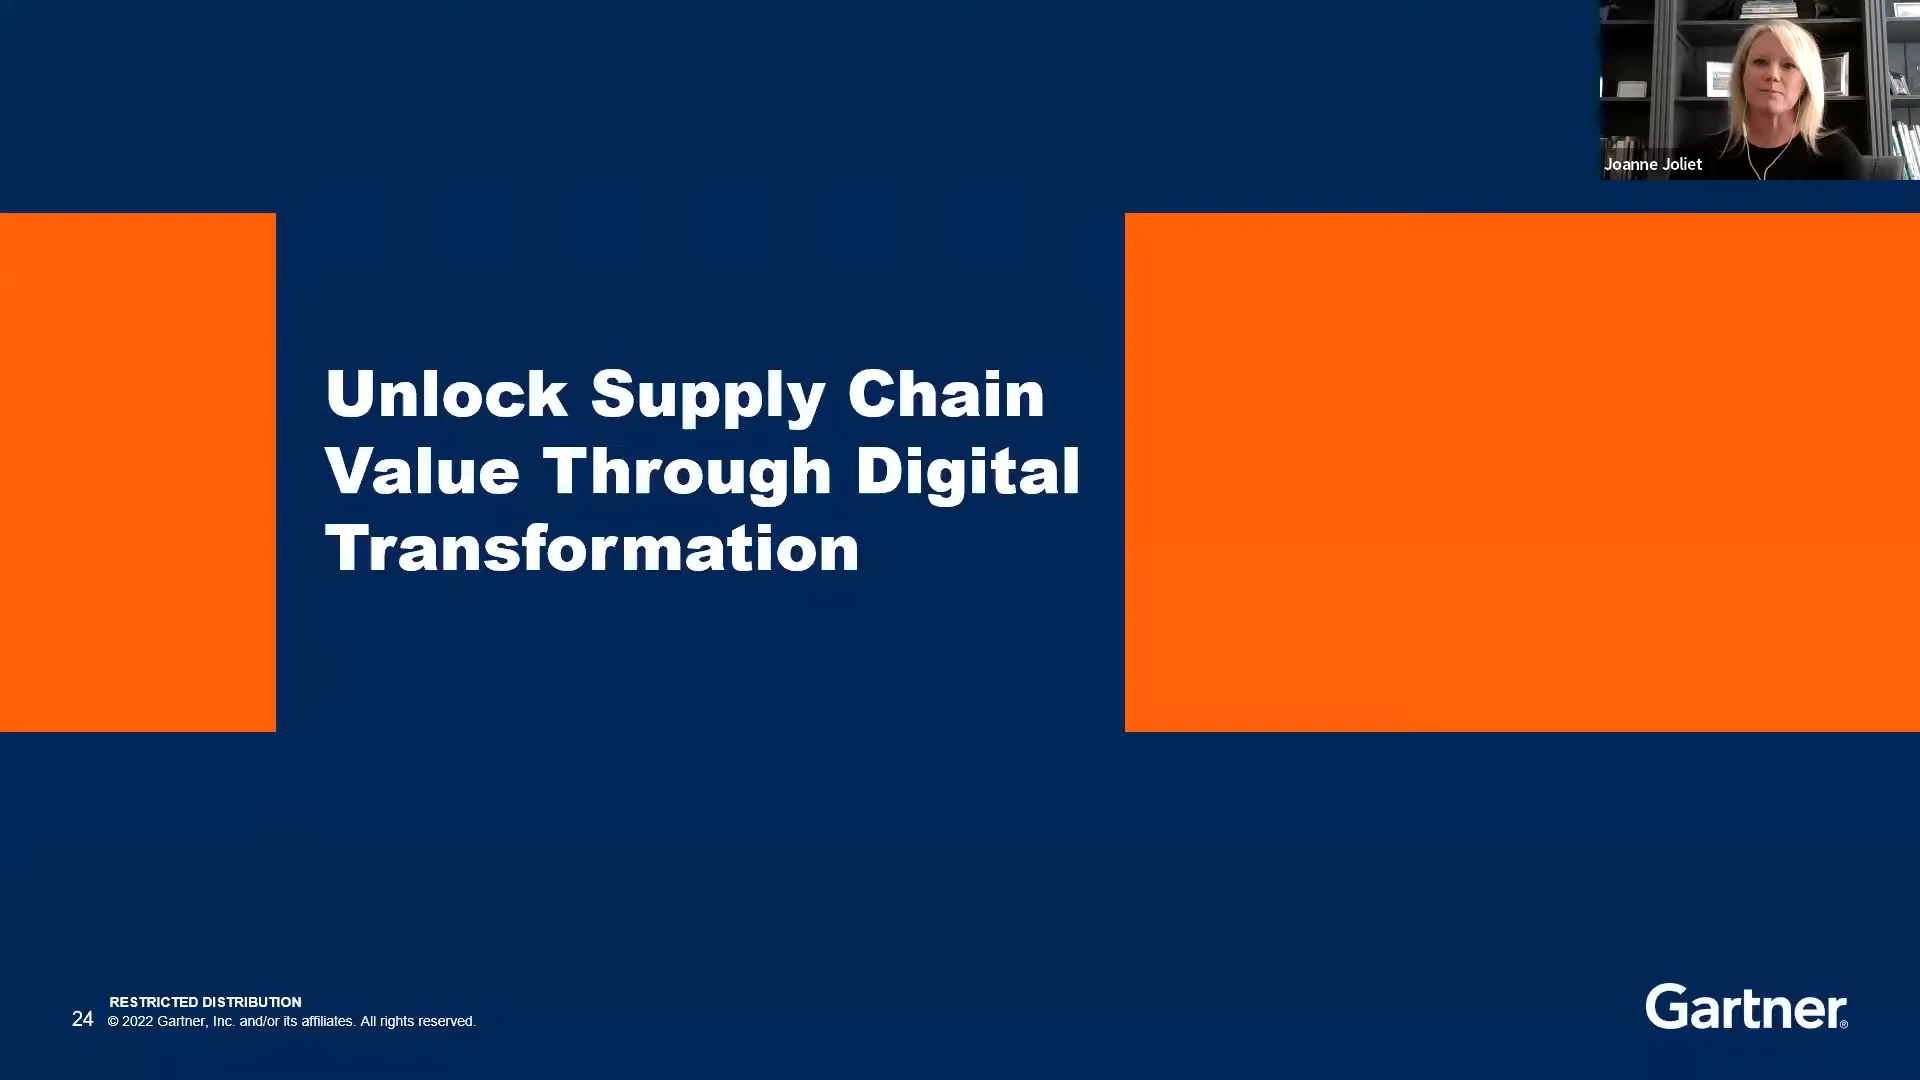 Joanne Joliet
Unlock Supply Chain
Value Through Digital
Transformation
RESTRICTED DISTRIBUTION
24 © 2022 Gartner, Inc. and/or its affiliates. All rights reserved.
Gartner®